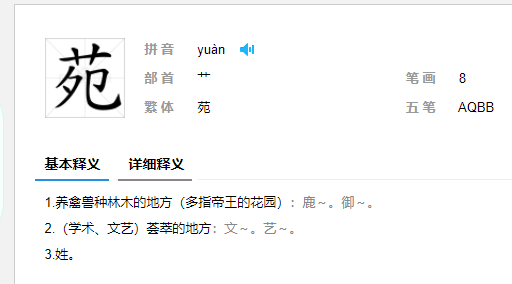 苑
拼音 yuàn
部首 艹 笔画 8
繁体 苑 五笔 AQBB
基本释义 详细释义
1.养禽兽种林木的地方（多指帝王的花园）：鹿～。御～。
2.（学术、文艺）荟萃的地方：文～。艺～。
3.姓。